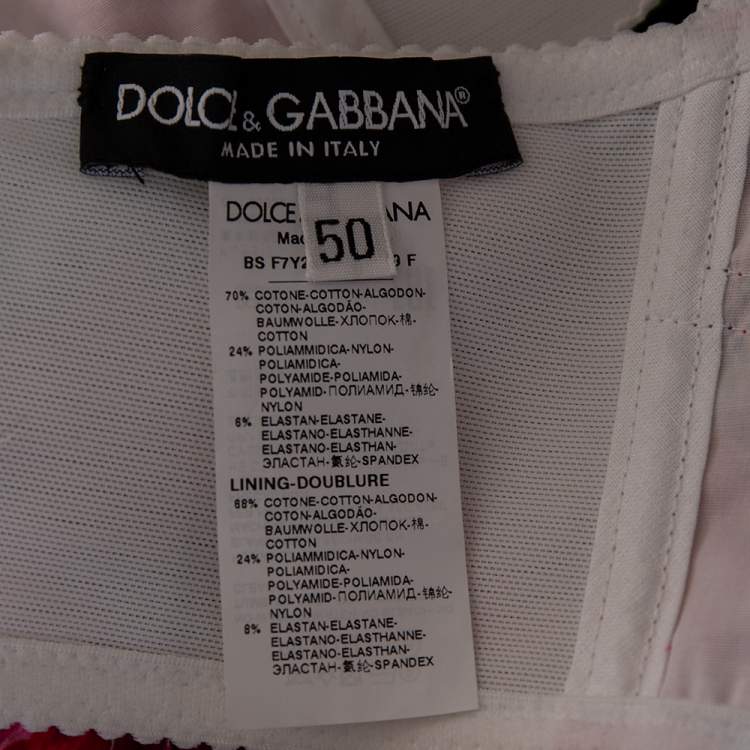 DOLCE & GABBANA®
MADE IN ITALY
50
DOLCE ANA
BS F7Y2 9 F
70% COTONE-COTTON-ALGODON-
COTON-ALGODÃO-
BAUMWOLLE-ХЛОПОК-棉-
COTTON
24% POLIAMMIDICA-NYLON-
POLIAMIDICA-
POLYAMIDE-POLIAMIDA-
POLYAMID-ПОЛИАМИД-锦纶-
NYLON
6% ELASTAN-ELASTANE-
ELASTANO-ELASTHANNE-
ELASTANO-ELASTHAN-
ЭЛАСТАН-氨纶-SPANDEX
LINING-DOUBLURE
68% COTONE-COTTON-ALGODON-
COTON-ALGODÃO-
BAUMWOLLE-ХЛОПОК-棉-
COTTON
24% POLIAMMIDICA-NYLON-
POLIAMIDICA-
POLYAMIDE-POLIAMIDA-
POLYAMID-ПОЛИАМИД-锦纶-
NYLON
8% ELASTAN-ELASTANE-
ELASTANO-ELASTHANNE-
ELASTANO-ELASTHAN-
ЭЛАСТАН-氨纶-SPANDEX